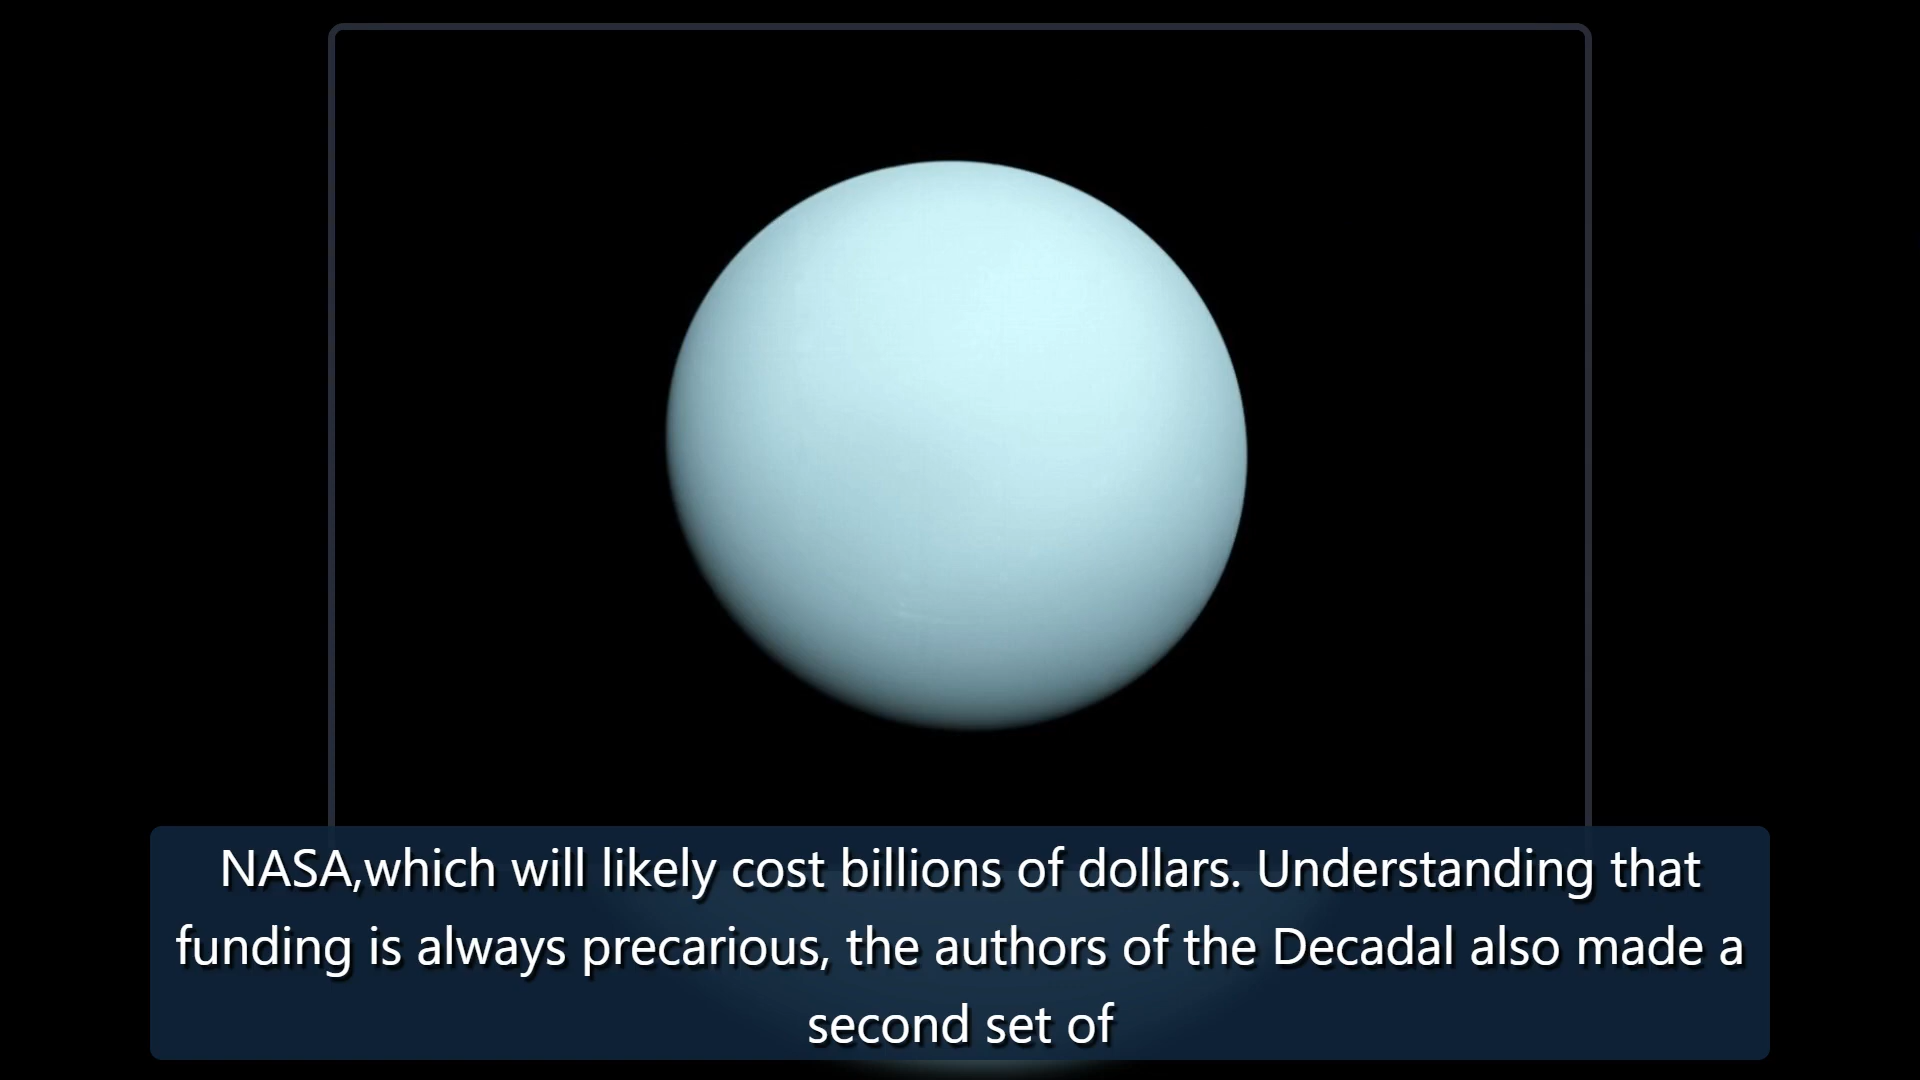 NASA,which will likely cost billions of dollars. Understanding that
funding is always precarious, the authors of the Decadal also made a
second set of